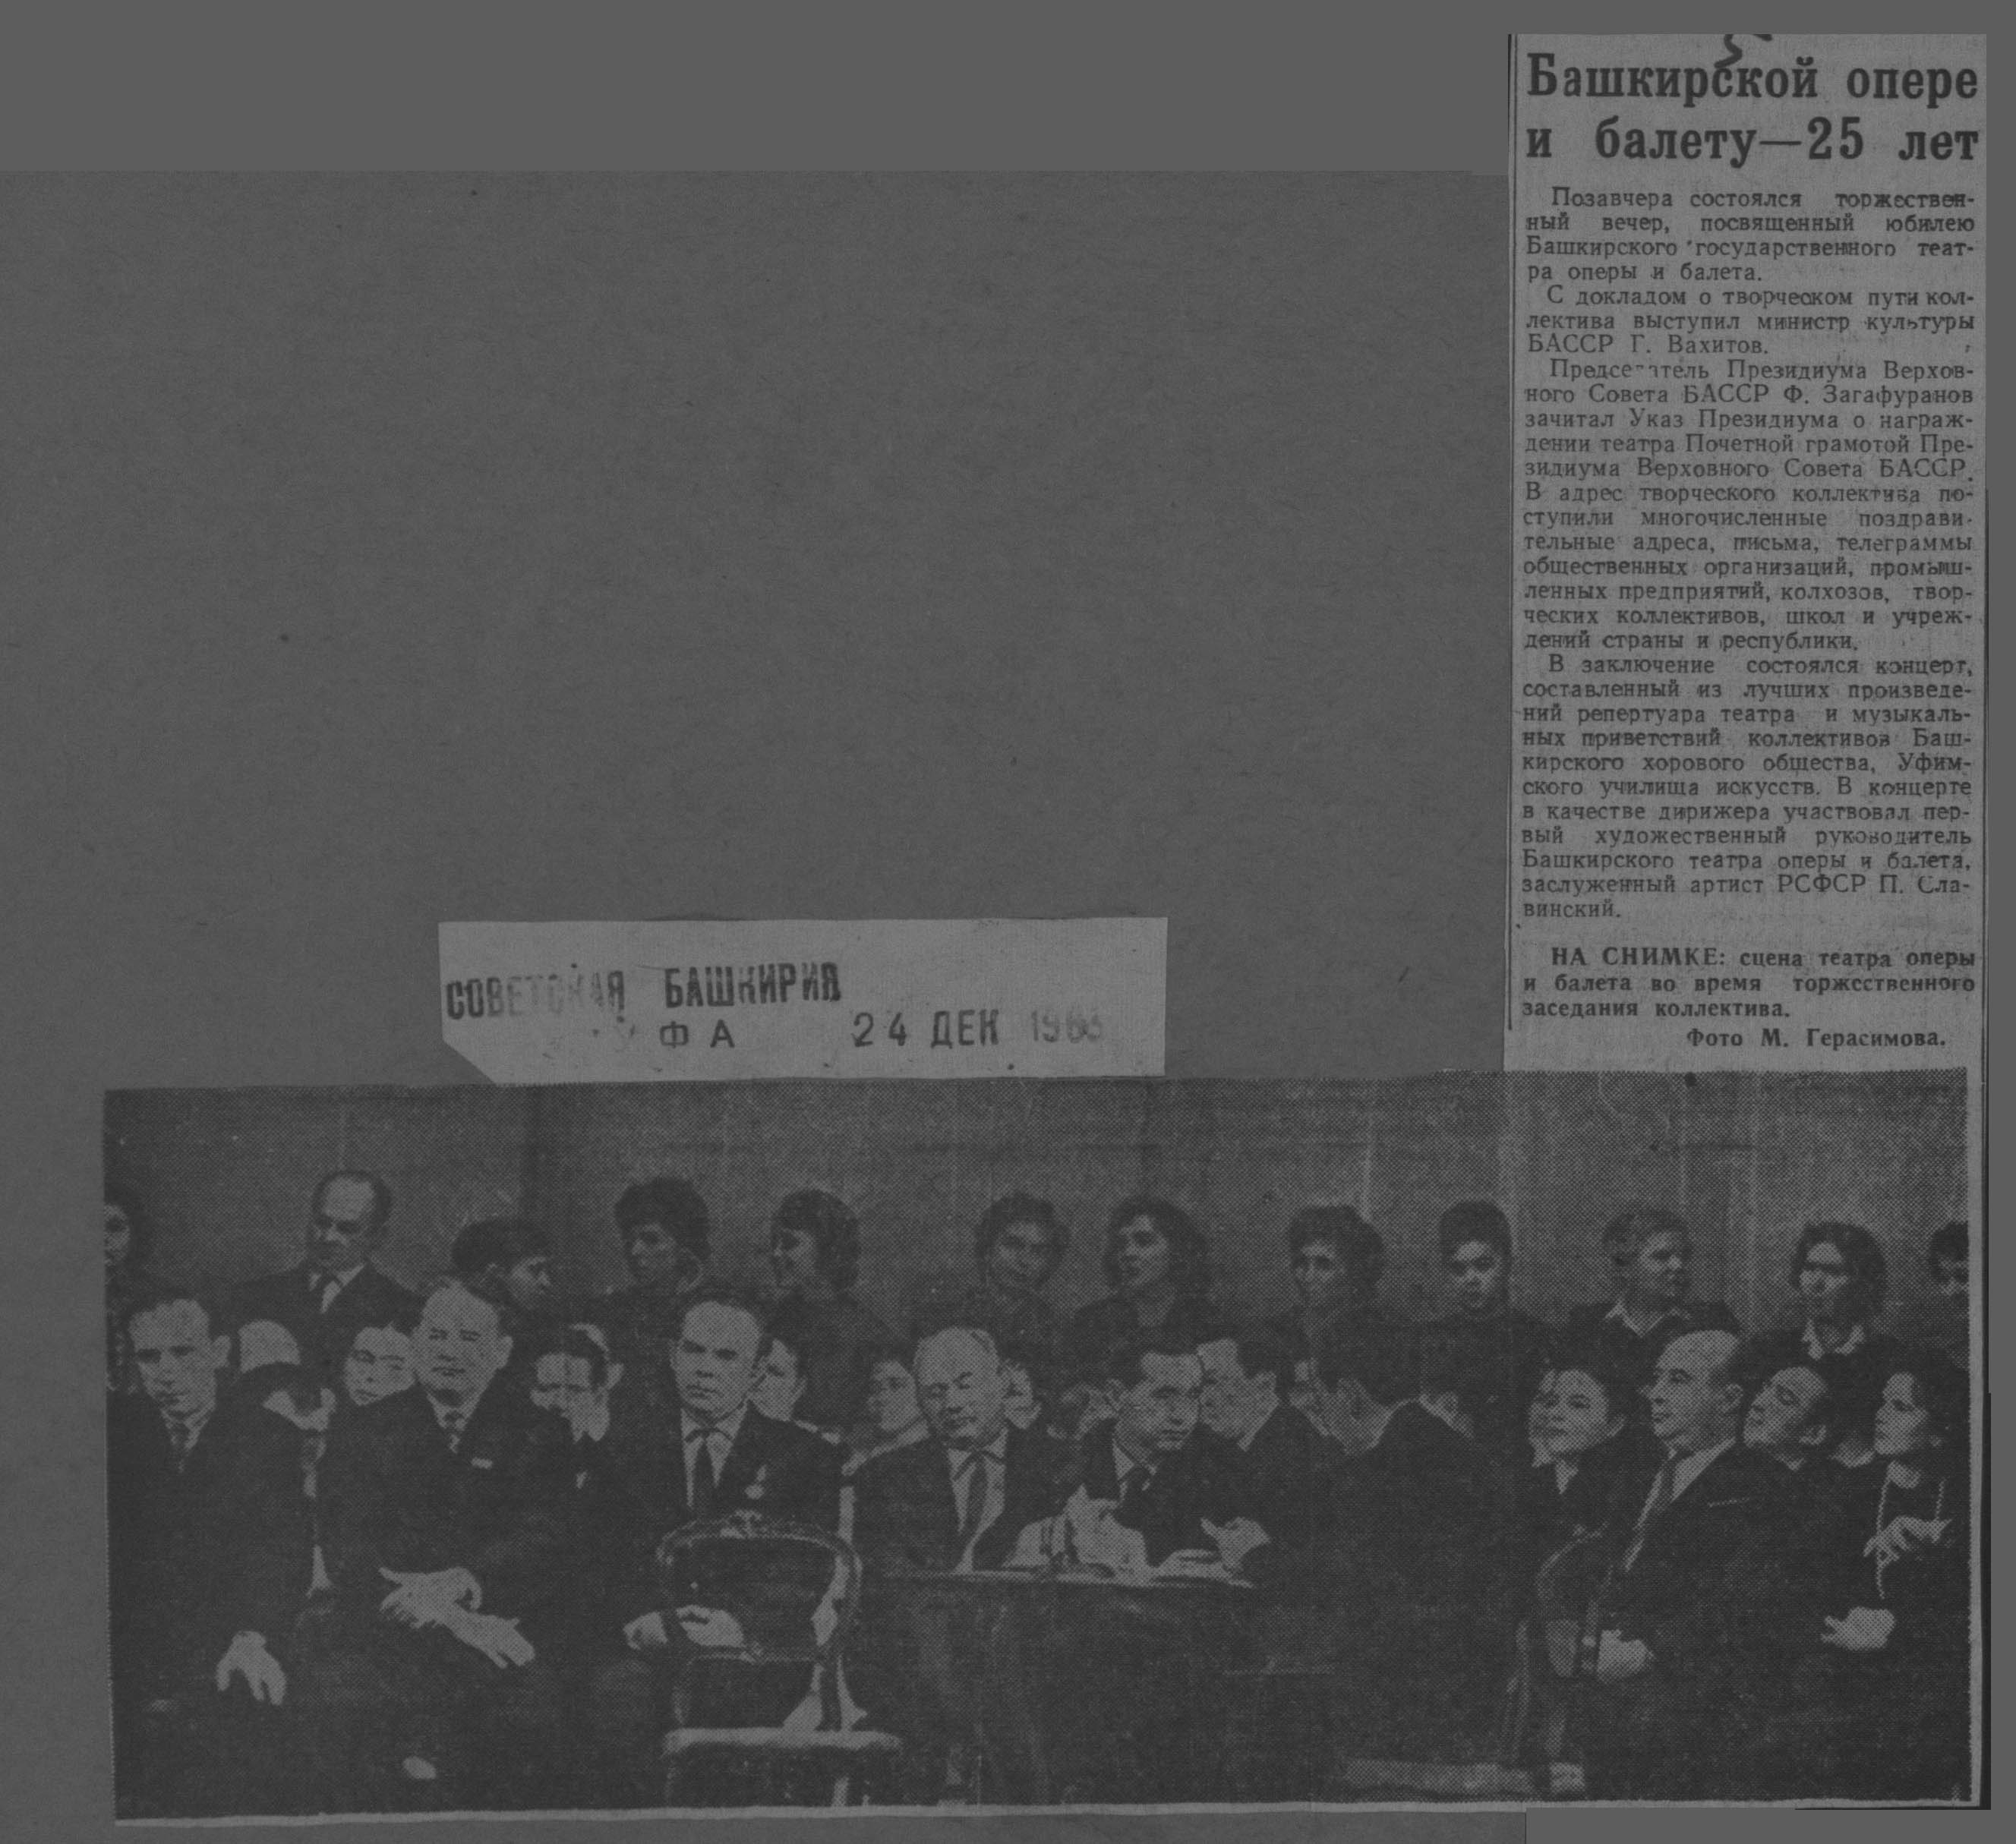 Башкирской опере
и балету—25 лет
Позавчера состоялся торжествен-
ный вечер, посвященный юбилею
Башкирского государственного теат-
ра оперы и балета.
С докладом о творческом пути кол-
лектива выступил министр культуры
БАССР Г. Вахитов.
Председатель Президиума Верхов-
ного Совета БАССР Ф. Загафуранов
зачитал Указ Президиума о награж-
дении театра Почетной грамотой Пре-
зидиума Верховного Совета БАССР.
В адрес творческого коллектива по-
ступили многочисленные поздрави-
тельные адреса, письма, телеграммы
общественных организаций, промыш-
ленных предприятий, колхозов, твор-
ческих коллективов, школ и учреж-
дений страны и республики.
В заключение состоялся концерт,
составленный из лучших произведе-
ний репертуара театра и музыкаль-
ных приветствий коллективов Баш-
кирского хорового общества, Уфим-
ского училища искусств. В концерте
в качестве дирижера участвовал пер-
вый художественный руководитель
Башкирского театра оперы и балета,
заслуженный артист РСФСР П. Сла-
винский.
НА СНИМКЕ: сцена театра оперы
и балета во время торжественного
заседания коллектива.
Фото М. Герасимова.
СОВЕТСКАЯ БАШКИРИЯ
УФА 24 ДЕК 1963